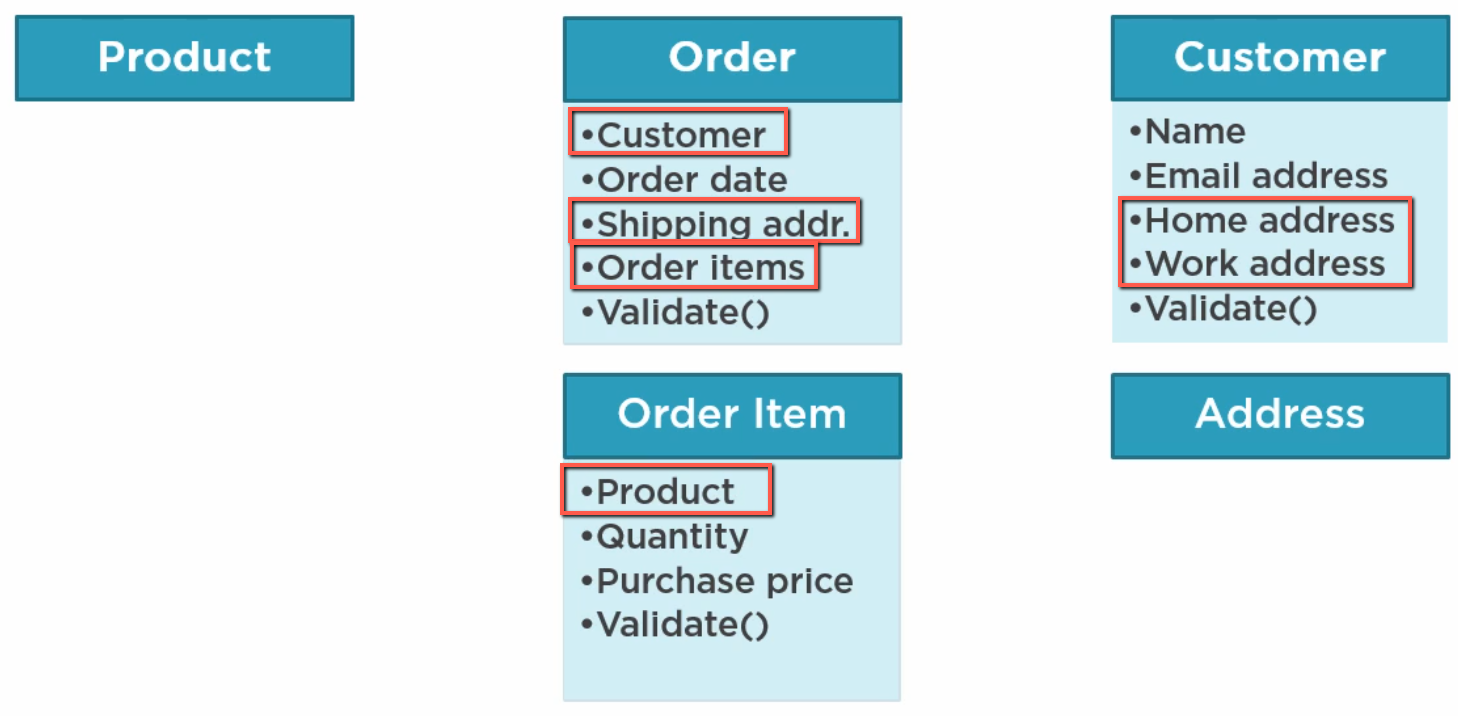 Product
Order
•Customer
•Order date
•Shipping addr.
•Order items
•Validate()
Customer
•Name
•Email address
•Home address
•Work address
•Validate()
Order Item
•Product
•Quantity
•Purchase price
•Validate()
Address